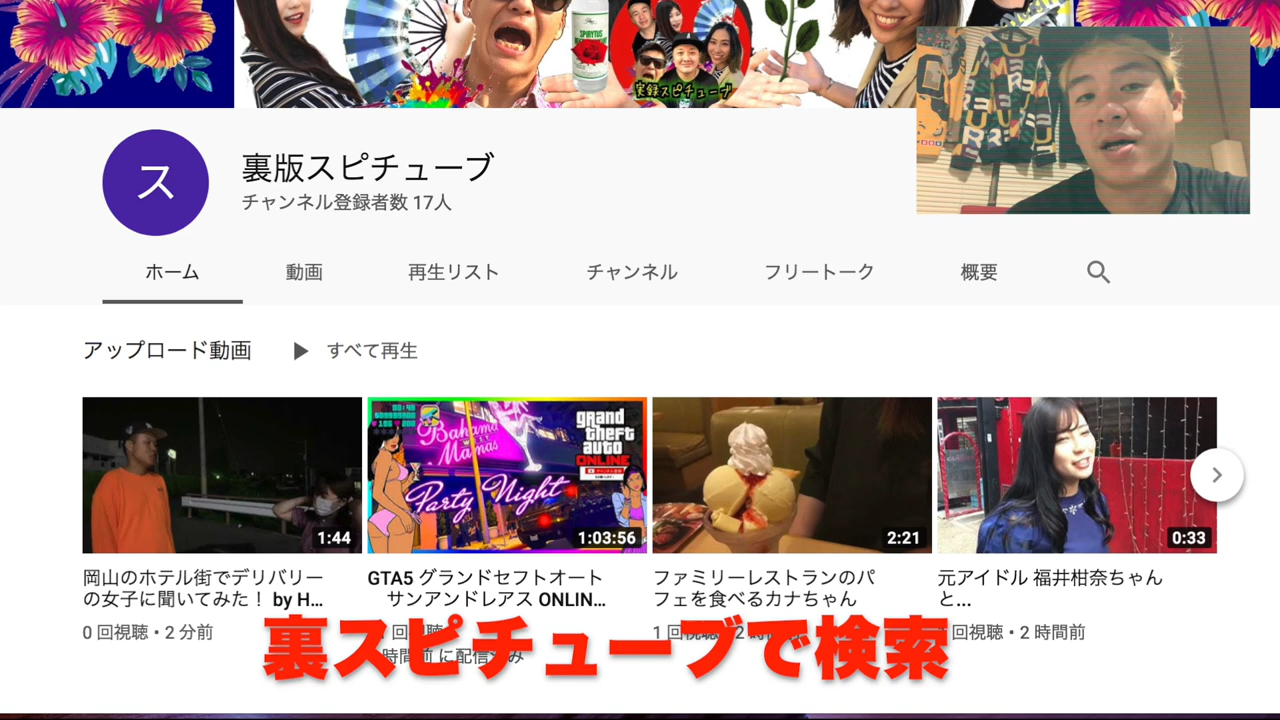 SPIRYTUS
実録スピチューブ
ス
裏版スピチューブ
チャンネル登録者数 17人
ホーム
動画
再生リスト
チャンネル
フリートーク
概要
アップロード動画
すべて再生
1:44
Bahama
Mamas
Party Night
grand
theft
auto
ONLINE
1:03:56
2:21
0:33
岡山のホテル街でデリバリー
の女子に聞いてみた！ by H...
0 回視聴・2 分前
GTA5 グランドセフトオート
サンアンドレアス ONLIN...
ファミリーレストランのパ
フェを食べるカナちゃん
元アイドル 福井柑奈ちゃん
と...
回視聴・2 時間前
裏スピチューブで検索